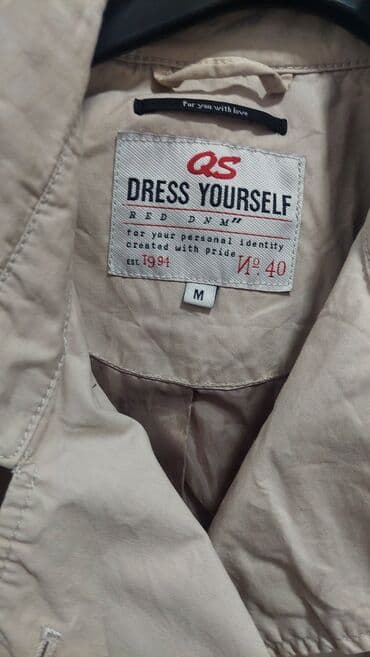 For you with love
QS
DRESS YOURSELF
RED DNM"
for your personal identity
created with pride
EST. 1994 Nº. 40
M